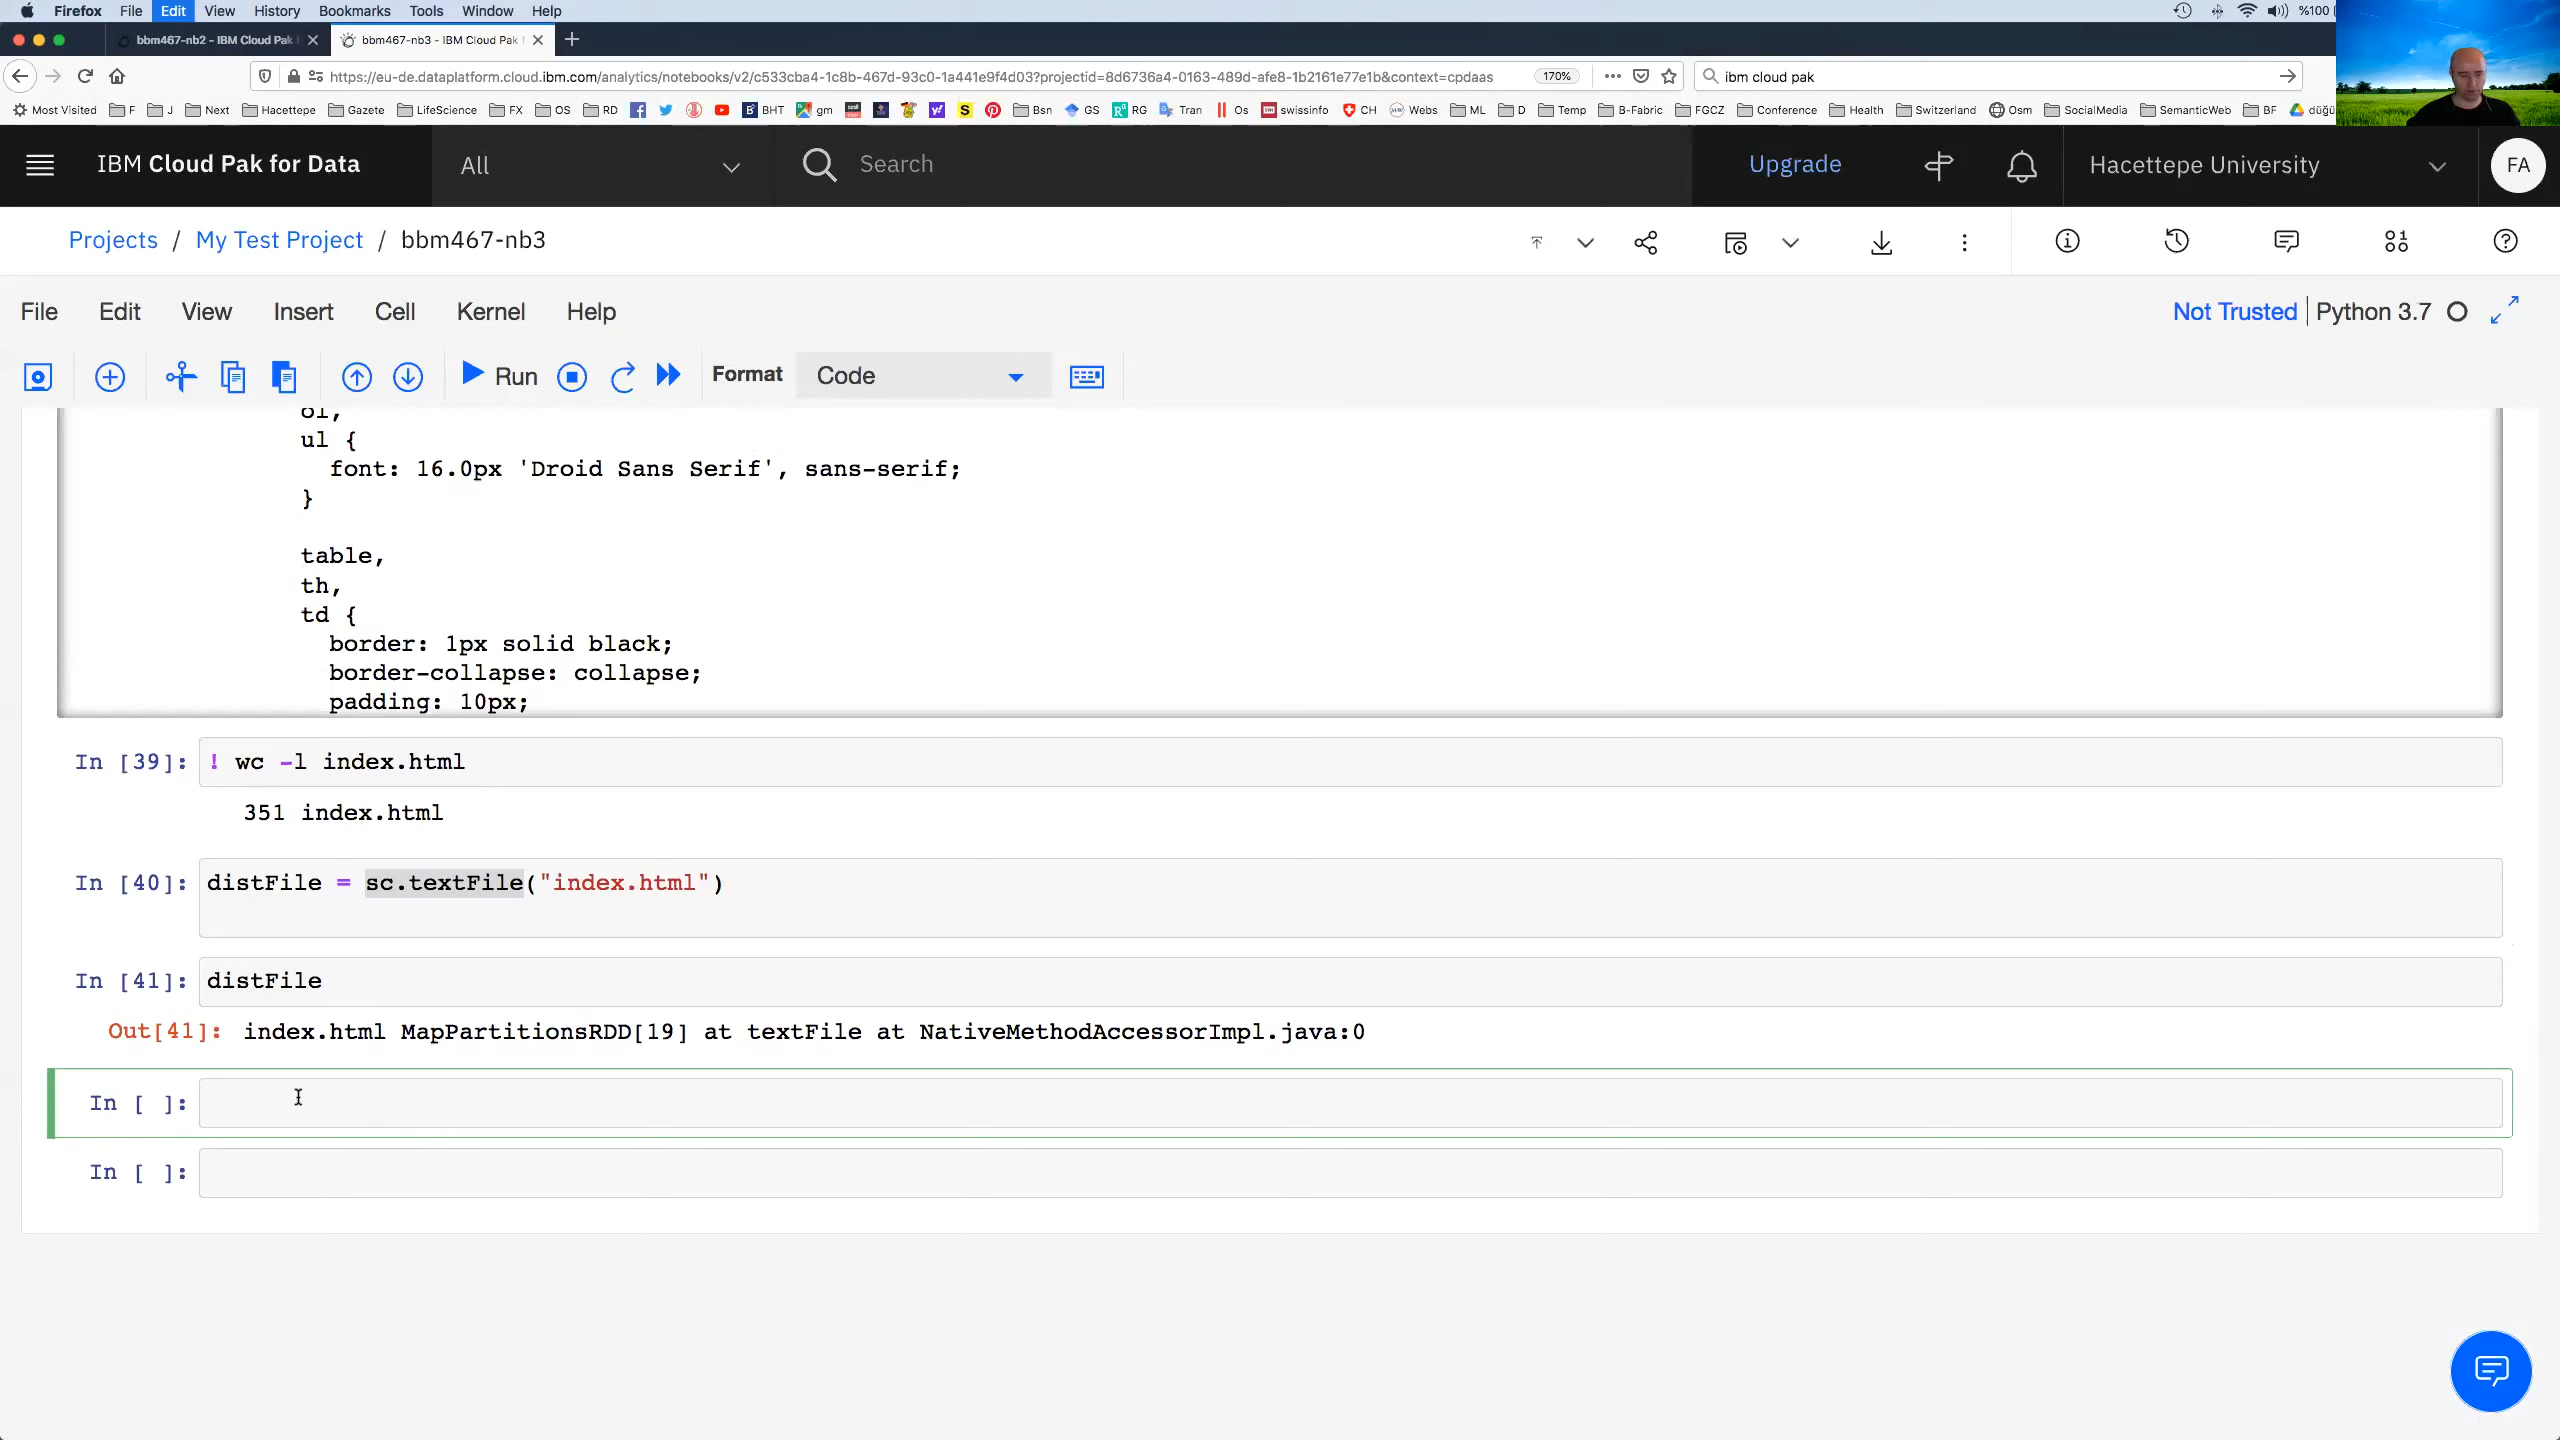 Firefox File Edit View History Bookmarks Tools Window Help %100
bbm467-nb2 - IBM Cloud Pak bbm467-nb3 - IBM Cloud Pak
https://eu-de.dataplatform.cloud.ibm.com/analytics/notebooks/v2/c533cba4-1c8b-467d-93c0-1a441e9f4d03?projectid=8d6736a4-0163-489d-afe8-1b2161e77e1b&context=cpdaas 170% ibm cloud pak
Most Visited F J Next Hacettepe Gazete LifeScience FX OS RD BHT gm Bsn GS RG Tran Os swissinfo CH Webs ML D Temp B-Fabric FGCZ Conference Health Switzerland Osm SocialMedia SemanticWeb BF düğü
IBM Cloud Pak for Data All Search Upgrade Hacettepe University FA
Projects / My Test Project / bbm467-nb3
File Edit View Insert Cell Kernel Help Not Trusted Python 3.7
Run Format Code
ol,
ul {
font: 16.0px 'Droid Sans Serif', sans-serif;
}
table,
th,
td {
border: 1px solid black;
border-collapse: collapse;
padding: 10px;
In [39]: ! wc -l index.html
351 index.html
In [40]: distFile = sc.textFile("index.html")
In [41]: distFile
Out[41]: index.html MapPartitionsRDD[19] at textFile at NativeMethodAccessorImpl.java:0
In [ ]:
In [ ]: